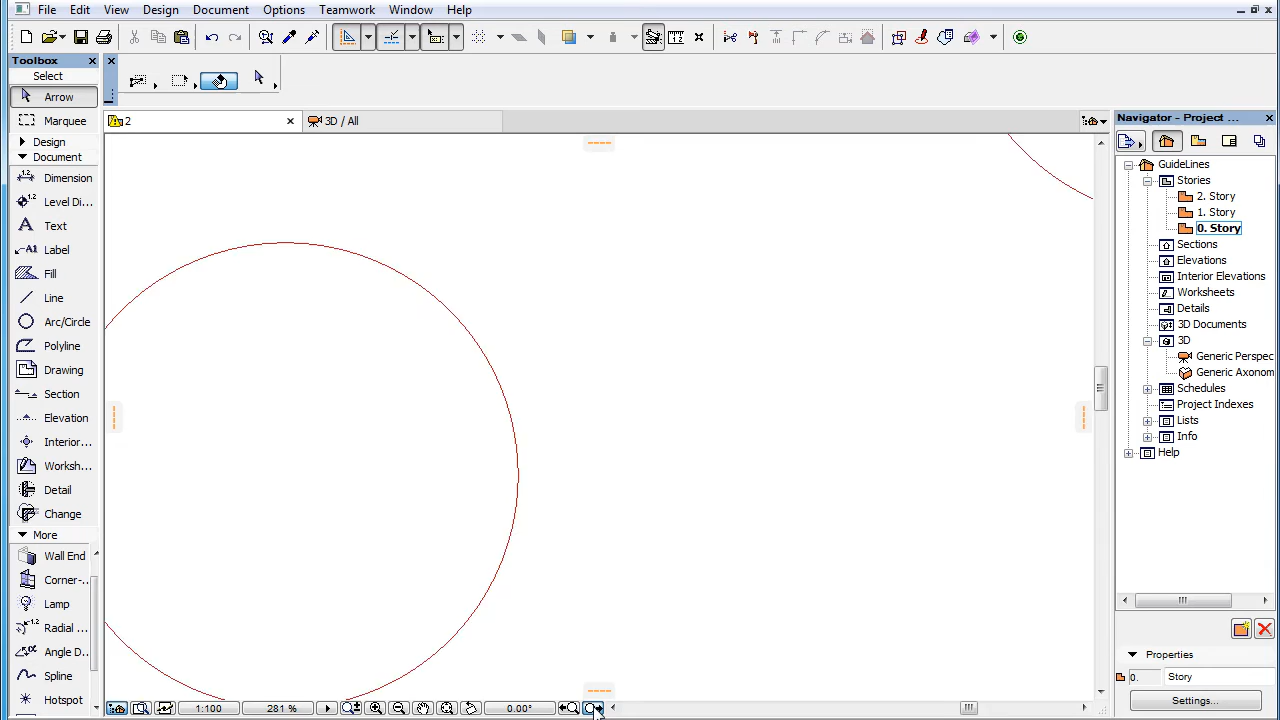 File Edit View Design Document Options Teamwork Window Help
Toolbox
Select
Arrow
Marquee
Design
Document
Dimension
Level Di...
Text
Label
Fill
Line
Arc/Circle
Polyline
Drawing
Section
Elevation
Interior...
Worksh...
Detail
Change
More
Wall End
Corner-..
Lamp
Radial ...
Angle D..
Spline
Hotspot
2
3D / All
1:100
281 %
0.00°
Navigator - Project ...
GuideLines
Stories
2. Story
1. Story
0. Story
Sections
Elevations
Interior Elevations
Worksheets
Details
3D Documents
3D
Generic Perspec
Generic Axonom
Schedules
Project Indexes
Lists
Info
Help
Properties
0. Story
Settings...